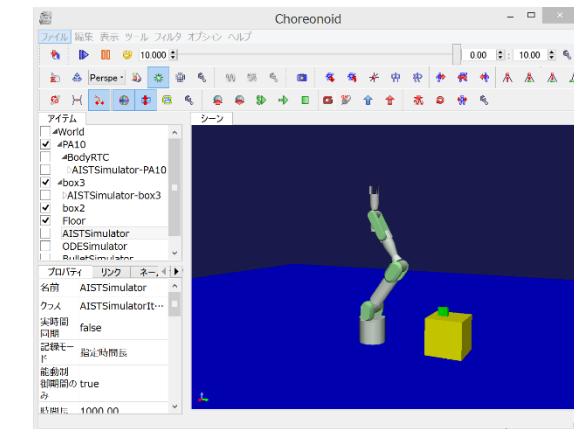 Choreonoid
ファイル 編集 表示 ツール フィルタ オプション ヘルプ
10.000 0.00 : 10.00
Perspe
アイテム シーン
World
PA10
BodyRTC
AISTSimulator-PA10
box3
AISTSimulator-box3
box2
Floor
AISTSimulator
ODESimulator
BulletSimulator
プロパティ リンク ネー,
名前 AISTSimulator
クラス AISTSimulatorIt…
実時間
同期 false
記録モー
ド 指定時間長
能動制
御期間の true
み
時間長 1000.00